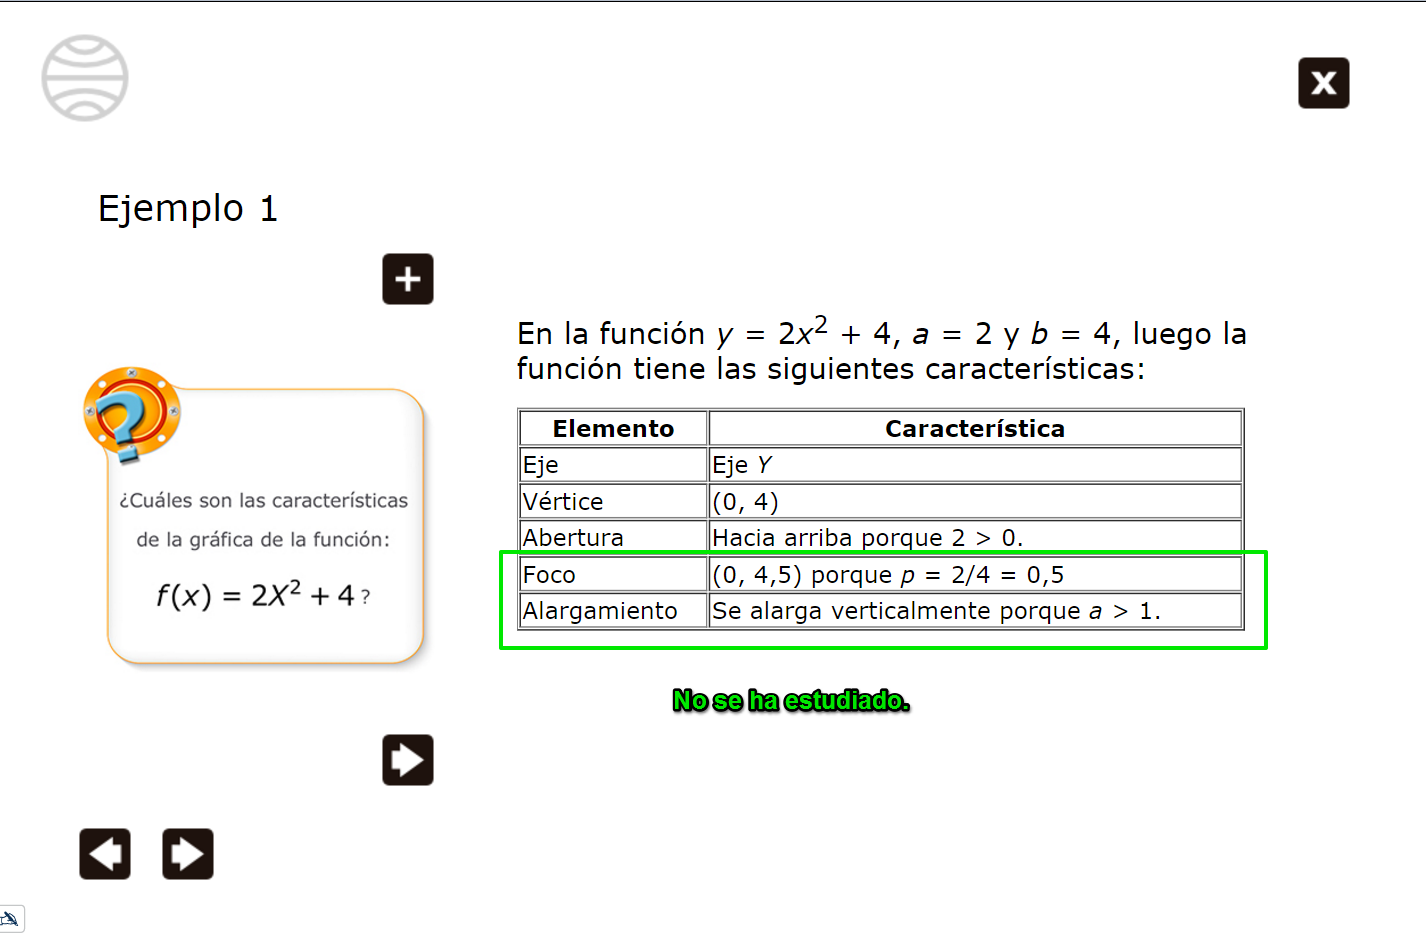 Ejemplo 1
¿Cuáles son las características
de la gráfica de la función:
f(x) = 2X² + 4 ?
En la función y = 2x² + 4, a = 2 y b = 4, luego la
función tiene las siguientes características:
Elemento Característica
Eje Eje Y
Vértice (0, 4)
Abertura Hacia arriba porque 2 > 0.
Foco (0, 4,5) porque p = 2/4 = 0,5
Alargamiento Se alarga verticalmente porque a > 1.
No se ha estudiado.